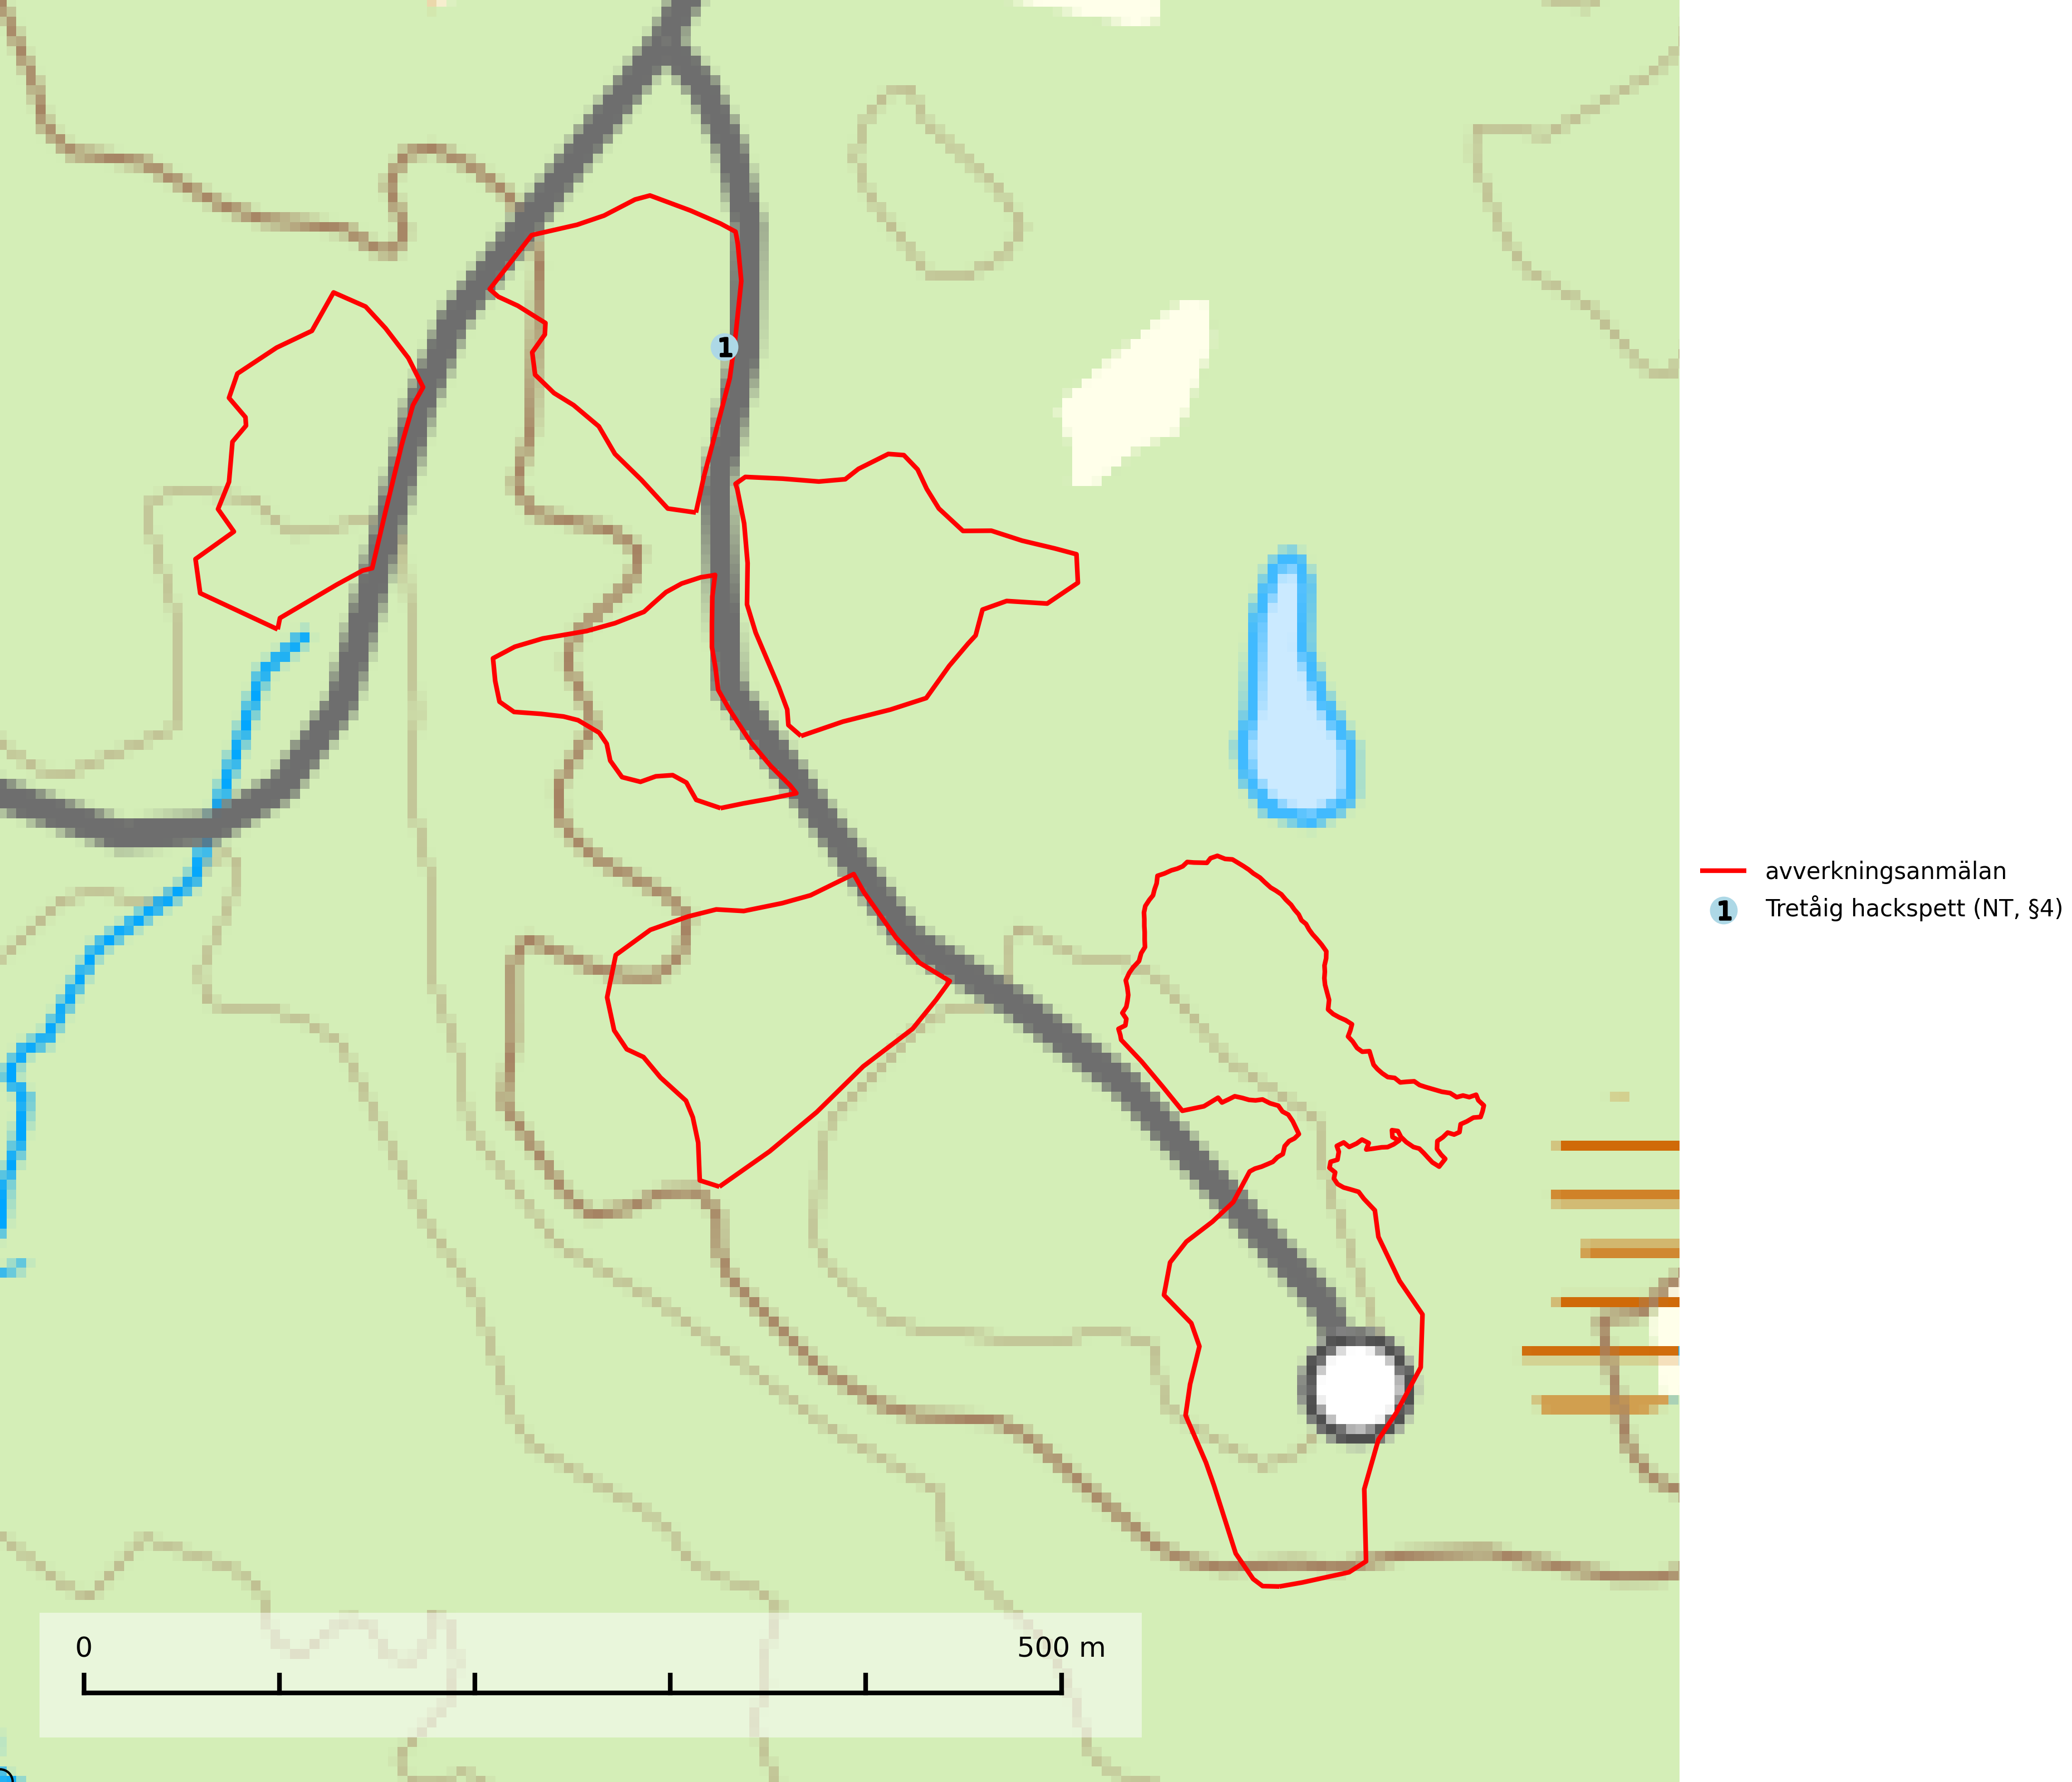 1
avverkningsanmälan
1 Tretåig hackspett (NT, §4)
0 500 m